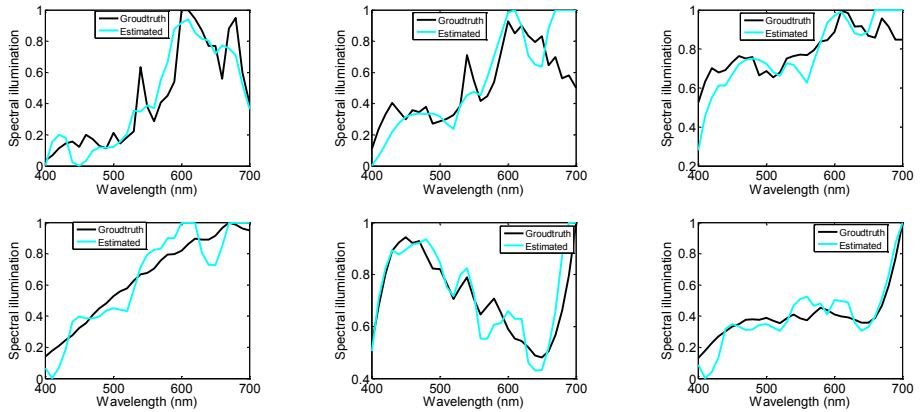 1
0.8
0.6
0.4
0.2
0
Spectral illumination
Groudtruth
Estimated
400 500 600 700
Wavelength (nm)
1
0.8
0.6
0.4
0.2
0
Spectral illumination
Groudtruth
Estimated
400 500 600 700
Wavelength (nm)
1
0.8
0.6
0.4
0.2
Spectral illumination
Groudtruth
Estimated
400 500 600 700
Wavelength (nm)
1
0.8
0.6
0.4
0.2
0
Spectral illumination
Groudtruth
Estimated
400 500 600 700
Wavelength (nm)
1
0.8
0.6
0.4
Spectral illumination
Groudtruth
Estimated
400 500 600 700
Wavelength (nm)
1
0.8
0.6
0.4
0.2
0
Spectral illumination
Groudtruth
Estimated
400 500 600 700
Wavelength (nm)